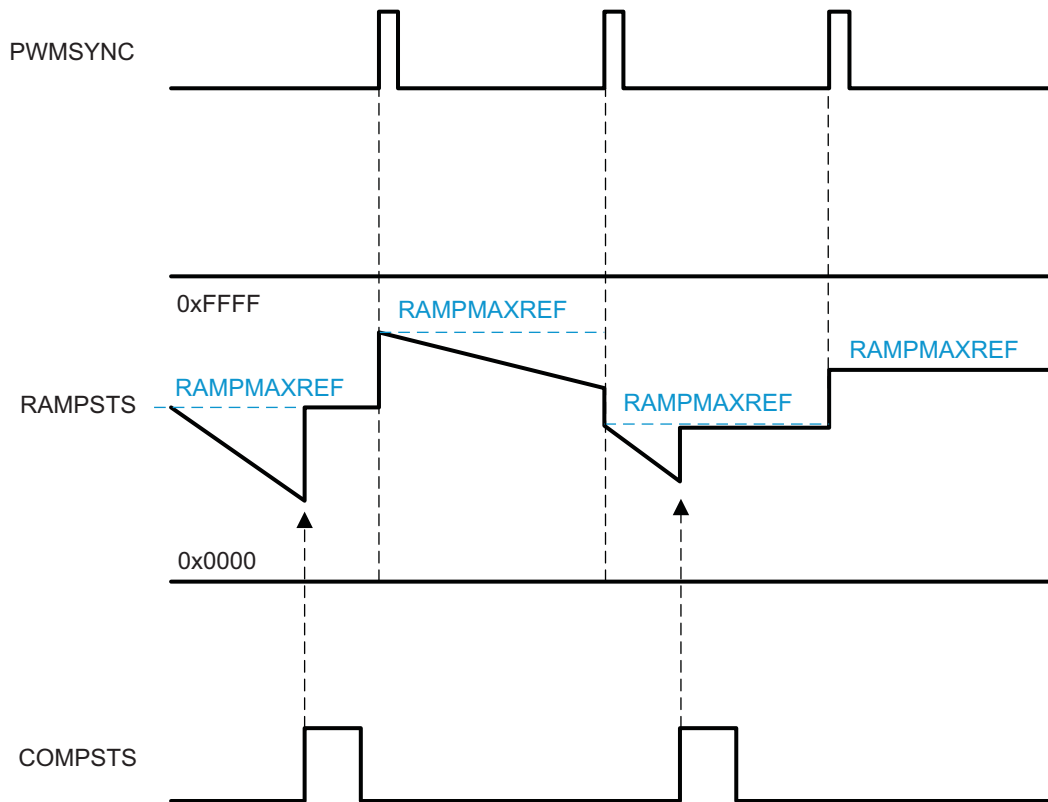 PWMSYNC
0xFFFF
RAMPMAXREF
RAMPMAXREF
RAMPMAXREF
RAMPSTS
RAMPMAXREF
0x0000
COMPSTS